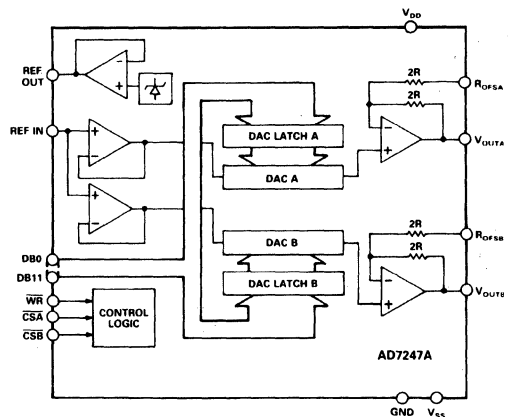 V_DD
REF
OUT
2R
R_OFSA
2R
REF IN
DAC LATCH A
V_OUTA
DAC A
2R
R_OFSB
DAC B
2R
DB0
DB11
DAC LATCH B
V_OUTB
WR
CSA
CSB
CONTROL
LOGIC
AD7247A
GND
V_SS